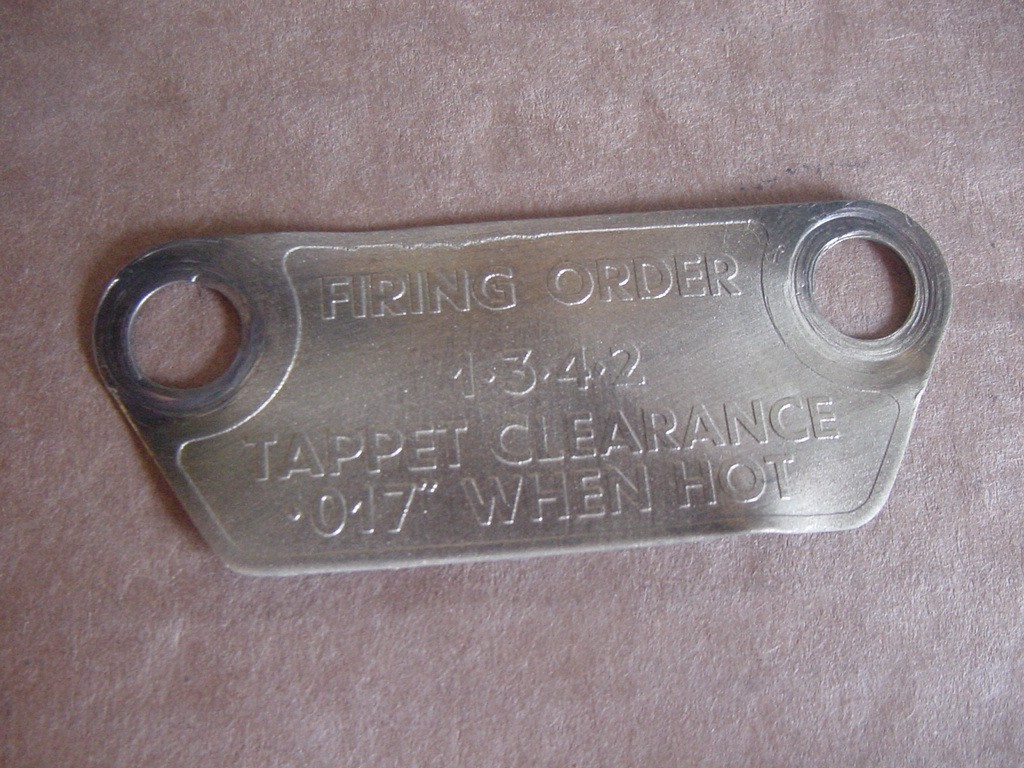 FIRING ORDER
1·3·4·2
TAPPET CLEARANCE
·017" WHEN HOT